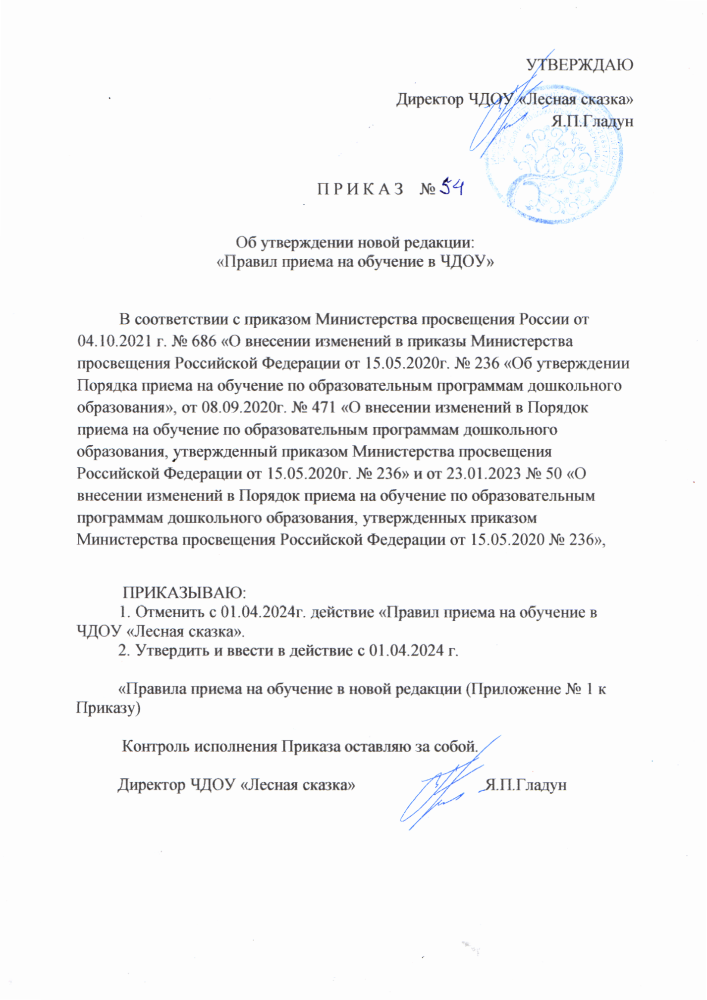 УТВЕРЖДАЮ
Директор ЧДОУ «Лесная сказка»
Я.П.Гладун
П Р И К А З № 54
Об утверждении новой редакции:
«Правил приема на обучение в ЧДОУ»
В соответствии с приказом Министерства просвещения России от
04.10.2021 г. № 686 «О внесении изменений в приказы Министерства
просвещения Российской Федерации от 15.05.2020г. № 236 «Об утверждении
Порядка приема на обучение по образовательным программам дошкольного
образования», от 08.09.2020г. № 471 «О внесении изменений в Порядок
приема на обучение по образовательным программам дошкольного
образования, утвержденный приказом Министерства просвещения
Российской Федерации от 15.05.2020г. № 236» и от 23.01.2023 № 50 «О
внесении изменений в Порядок приема на обучение по образовательным
программам дошкольного образования, утвержденных приказом
Министерства просвещения Российской Федерации от 15.05.2020 № 236»,
ПРИКАЗЫВАЮ:
1. Отменить с 01.04.2024г. действие «Правил приема на обучение в
ЧДОУ «Лесная сказка».
2. Утвердить и ввести в действие с 01.04.2024 г.
«Правила приема на обучение в новой редакции (Приложение № 1 к
Приказу)
Контроль исполнения Приказа оставляю за собой.
Директор ЧДОУ «Лесная сказка» Я.П.Гладун